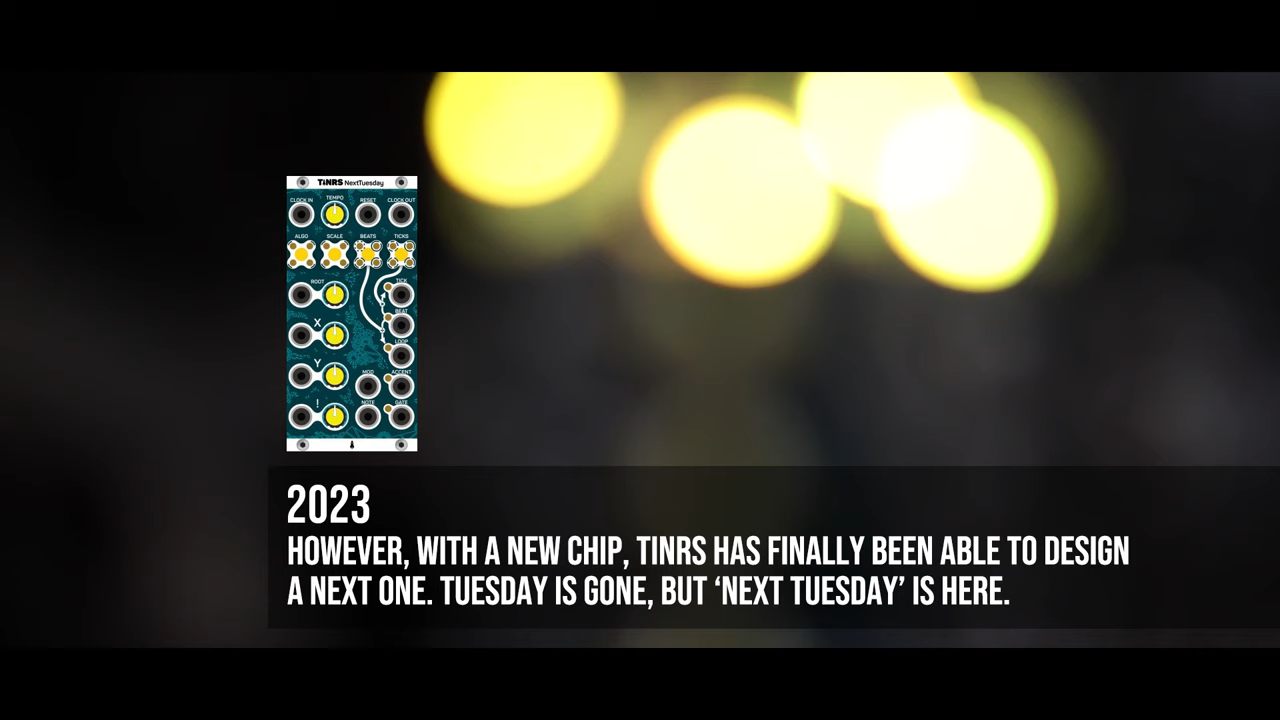 TiNRS NextTuesday
CLOCK IN TEMPO RESET CLOCK OUT
ALGO SCALE BEATS TICKS
TICK
ROOT
BEAT
X
LOOP
Y
MOD ACCENT
! NOTE GATE
2023
HOWEVER, WITH A NEW CHIP, TINRS HAS FINALLY BEEN ABLE TO DESIGN
A NEXT ONE. TUESDAY IS GONE, BUT ‘NEXT TUESDAY’ IS HERE.